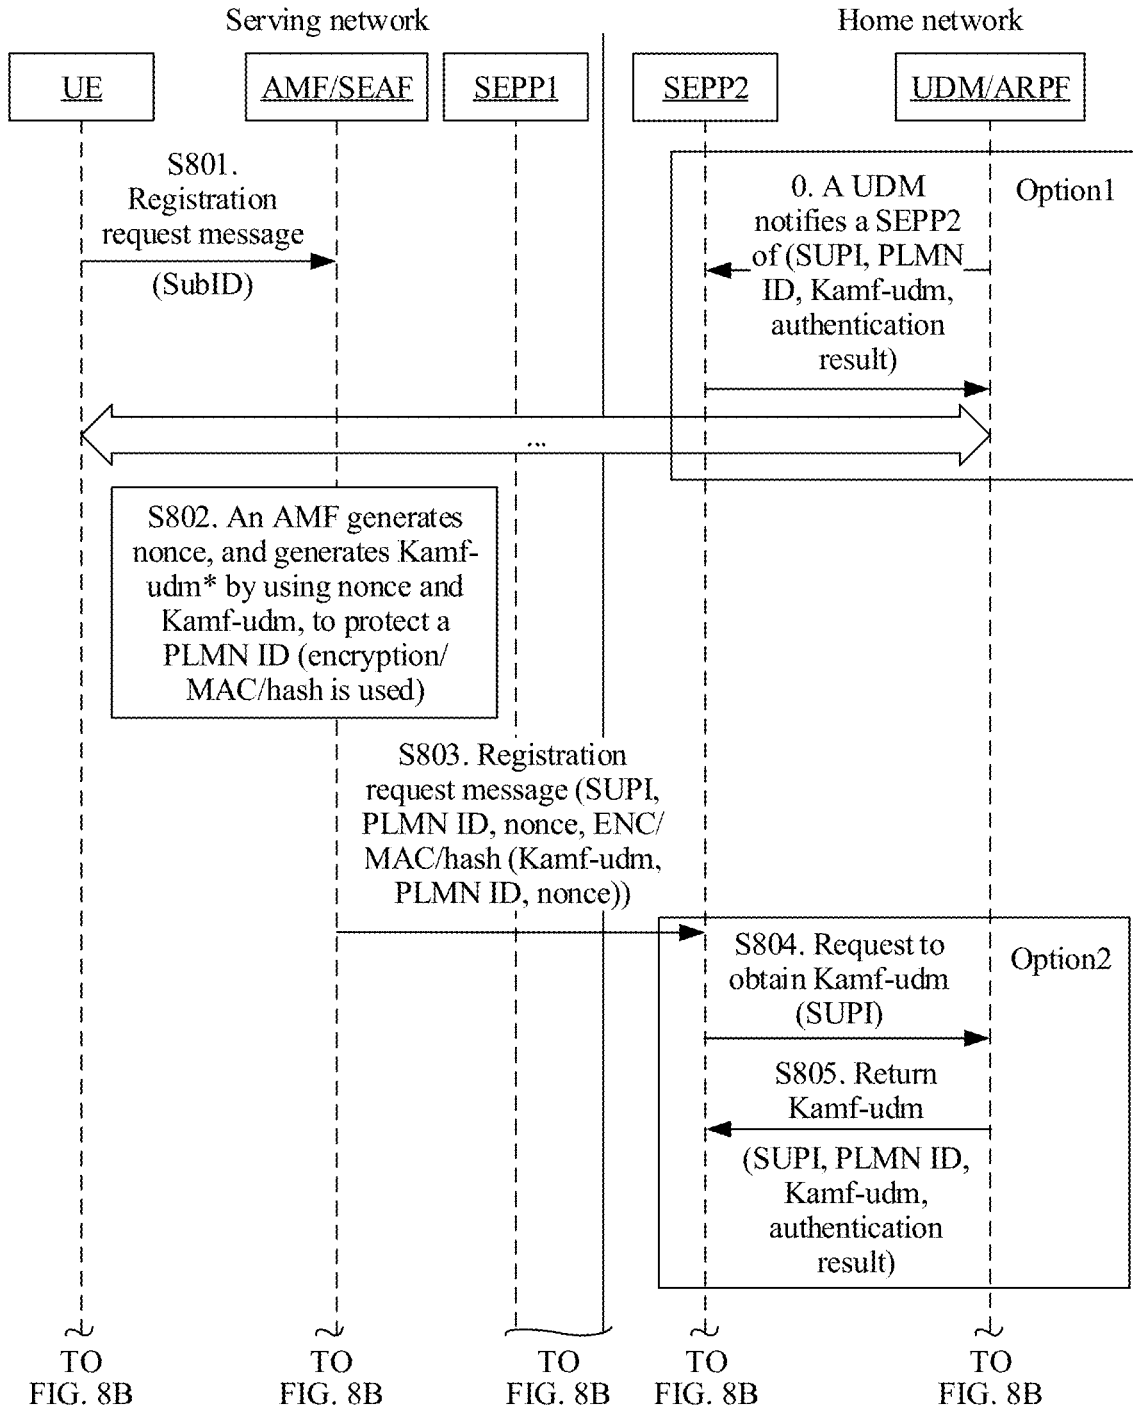 Serving network
Home network
UE
AMF/SEAF
SEPP1
SEPP2
UDM/ARPF
S801.
Registration
request message
(SubID)
Option1
0. A UDM
notifies a SEPP2
of (SUPI, PLMN
ID, Kamf-udm,
authentication
result)
...
S802. An AMF generates
nonce, and generates Kamf-
udm* by using nonce and
Kamf-udm, to protect a
PLMN ID (encryption/
MAC/hash is used)
S803. Registration
request message (SUPI,
PLMN ID, nonce, ENC/
MAC/hash (Kamf-udm,
PLMN ID, nonce))
Option2
S804. Request to
obtain Kamf-udm
(SUPI)
S805. Return
Kamf-udm
(SUPI, PLMN ID,
Kamf-udm,
authentication
result)
TO
FIG. 8B
TO
FIG. 8B
TO
FIG. 8B
TO
FIG. 8B
TO
FIG. 8B